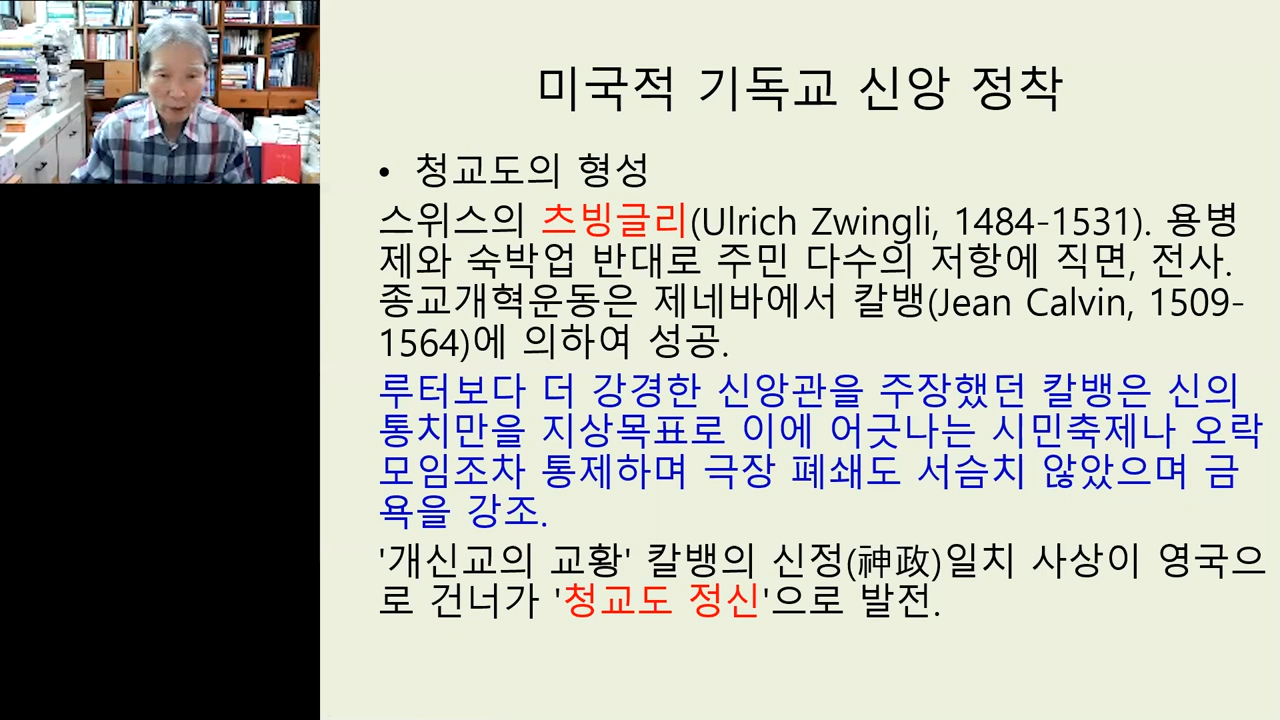 미국적 기독교 신앙 정착
• 청교도의 형성
스위스의 츠빙글리(Ulrich Zwingli, 1484-1531). 용병
제와 숙박업 반대로 주민 다수의 저항에 직면, 전사.
종교개혁운동은 제네바에서 칼뱅(Jean Calvin, 1509-
1564)에 의하여 성공.
루터보다 더 강경한 신앙관을 주장했던 칼뱅은 신의
통치만을 지상목표로 이에 어긋나는 시민축제나 오락
모임조차 통제하며 극장 폐쇄도 서슴치 않았으며 금
욕을 강조.
'개신교의 교황' 칼뱅의 신정(神政)일치 사상이 영국으
로 건너가 '청교도 정신'으로 발전.